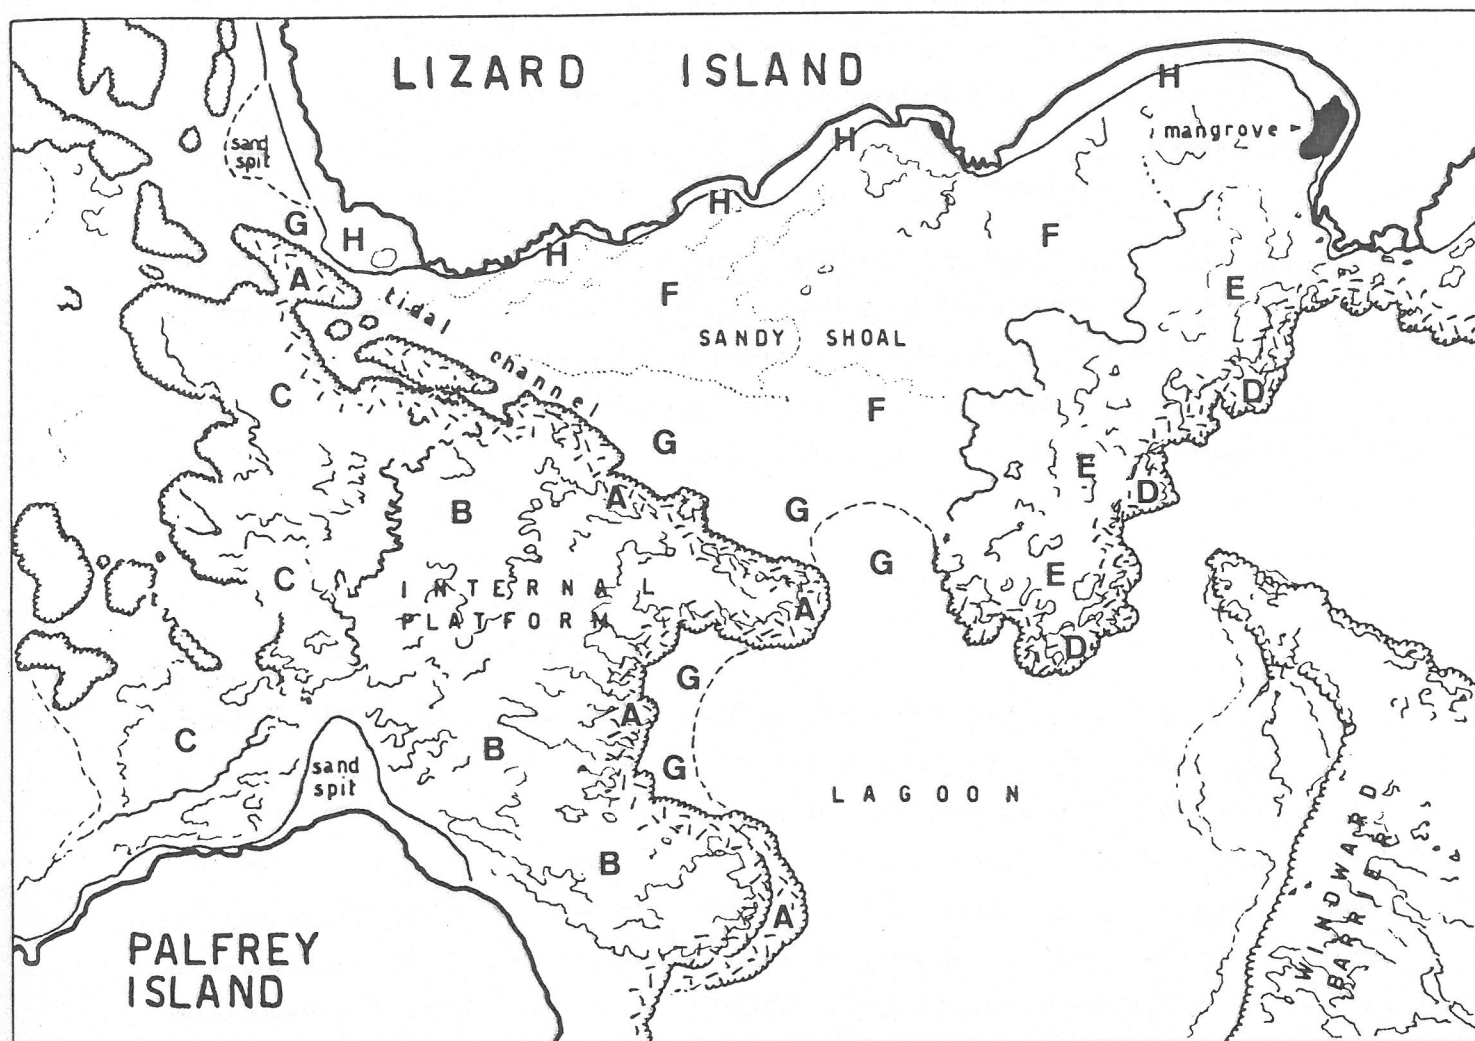 LIZARD ISLAND
H
mangrove
H
sand
spit
H
G
H
H
F
A
E
F
tidal
SANDY SHOAL
channel
C
D
F
G
E
A
D
B
G
G
C
E
INTERNAL
A
PLATFORM
D
G
A
C
B
G
sand
spit
LAGOON
B
A
WINDWARD
BARRIER
PALFREY
ISLAND